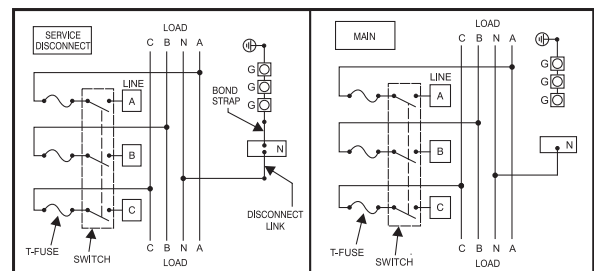 SERVICE
DISCONNECT
LOAD
C B N A
LINE
A
B
C
G
G
G
BOND
STRAP
N
DISCONNECT
LINK
T-FUSE
SWITCH
C B N A
LOAD
MAIN
LOAD
C B N A
LINE
A
B
C
G
G
G
N
T-FUSE
SWITCH
C B N A
LOAD